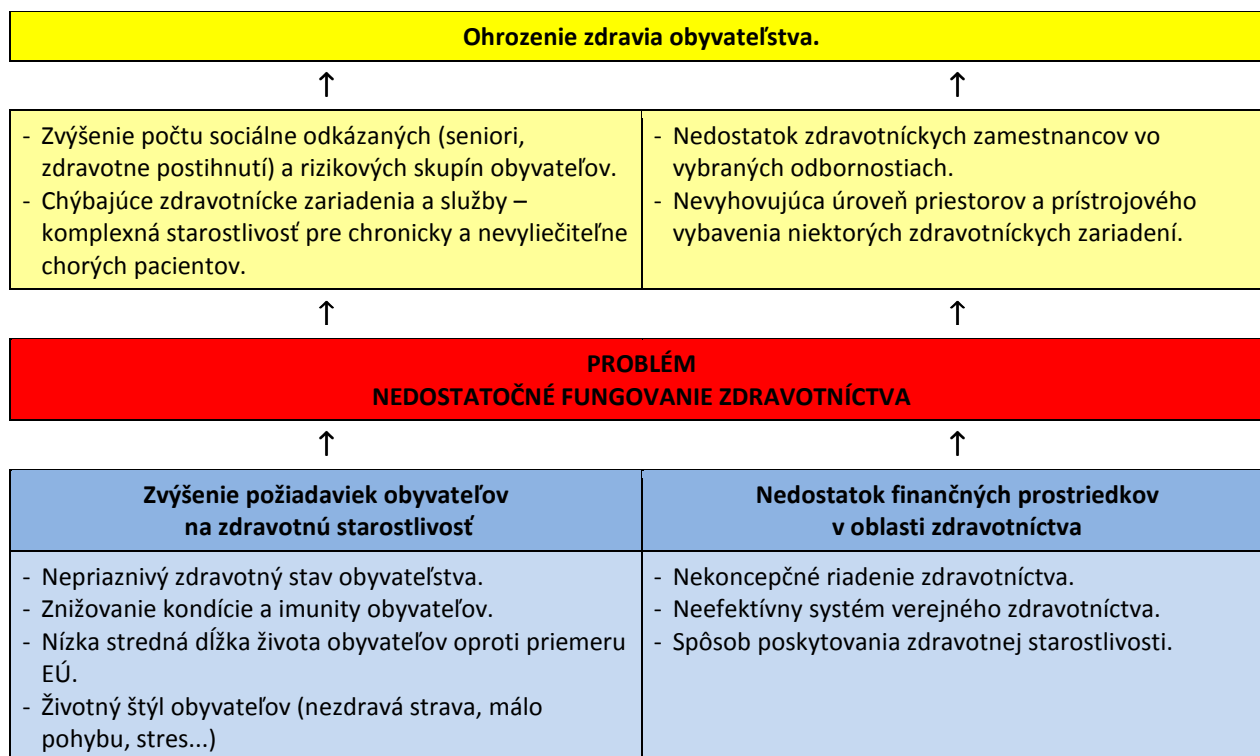 Ohrozenie zdravia obyvateľstva.
↑ ↑
- Zvýšenie počtu sociálne odkázaných (seniori,
zdravotne postihnutí) a rizikových skupín obyvateľov.
- Chýbajúce zdravotnícke zariadenia a služby –
komplexná starostlivosť pre chronicky a nevyliečiteľne
chorých pacientov.
- Nedostatok zdravotníckych zamestnancov vo
vybraných odbornostiach.
- Nevyhovujúca úroveň priestorov a prístrojového
vybavenia niektorých zdravotníckych zariadení.
↑ ↑
PROBLÉM
NEDOSTATOČNÉ FUNGOVANIE ZDRAVOTNÍCTVA
↑ ↑
Zvýšenie požiadaviek obyvateľov
na zdravotnú starostlivosť
Nedostatok finančných prostriedkov
v oblasti zdravotníctva
- Nepriaznivý zdravotný stav obyvateľstva.
- Znižovanie kondície a imunity obyvateľov.
- Nízka stredná dĺžka života obyvateľov oproti priemeru
EÚ.
- Životný štýl obyvateľov (nezdravá strava, málo
pohybu, stres...)
- Nekoncepčné riadenie zdravotníctva.
- Neefektívny systém verejného zdravotníctva.
- Spôsob poskytovania zdravotnej starostlivosti.